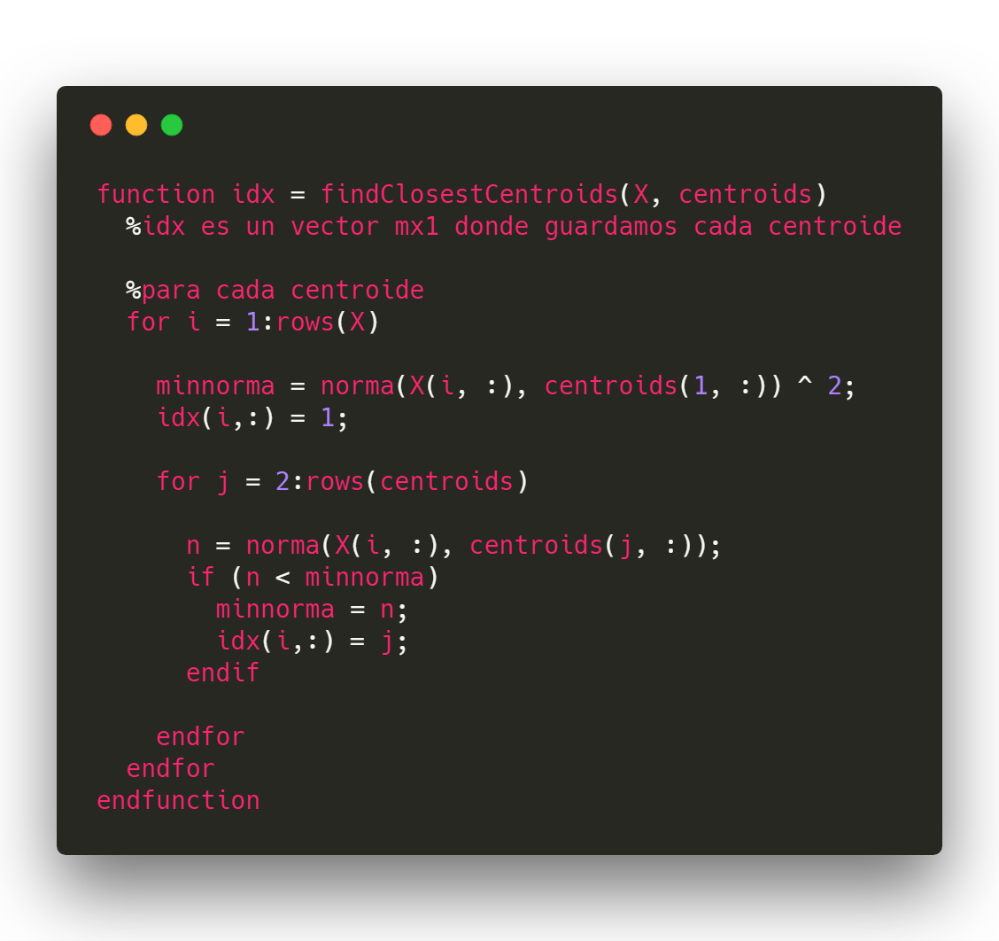 function idx = findClosestCentroids(X, centroids)
  %idx es un vector mx1 donde guardamos cada centroide
  %para cada centroide
  for i = 1:rows(X)
    minnorma = norma(X(i, :), centroids(1, :)) ^ 2;
    idx(i,:) = 1;
    for j = 2:rows(centroids)
      n = norma(X(i, :), centroids(j, :));
      if (n < minnorma)
        minnorma = n;
        idx(i,:) = j;
      endif
    endfor
  endfor
endfunction